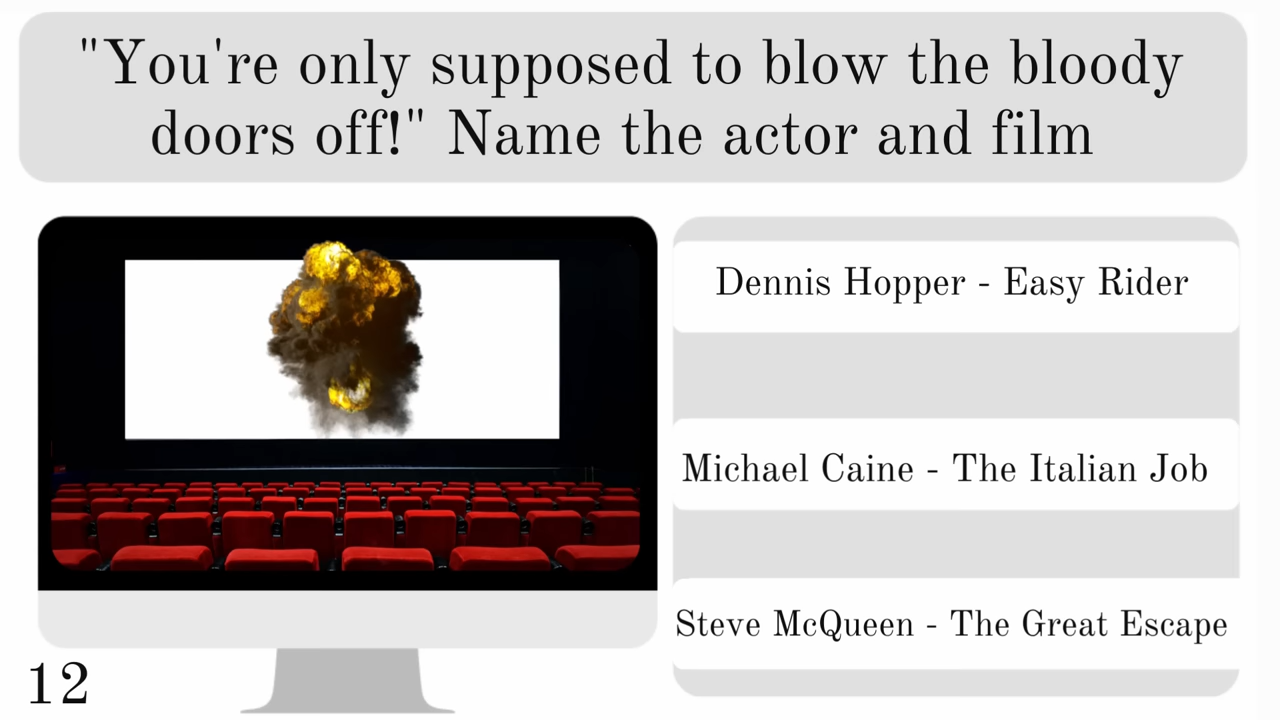 "You're only supposed to blow the bloody
doors off!" Name the actor and film
Dennis Hopper - Easy Rider
Michael Caine - The Italian Job
Steve McQueen - The Great Escape
12